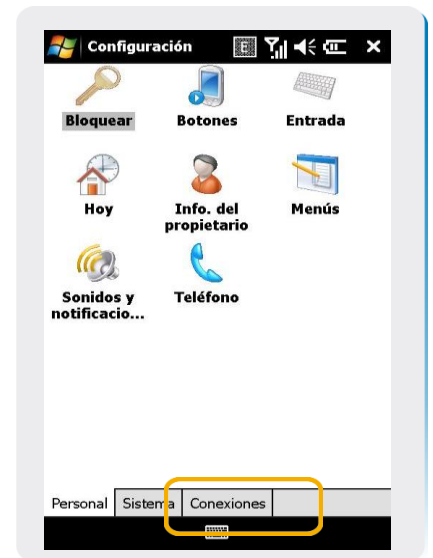 Configuración
Bloquear Botones Entrada
Hoy Info. del propietario Menús
Sonidos y notificacio... Teléfono
Personal Sistema Conexiones